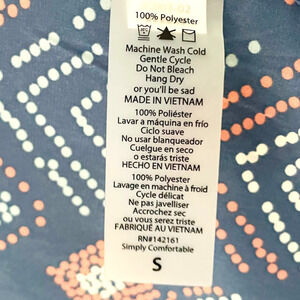 100% Polyester
Machine Wash Cold
Gentle Cycle
Do Not Bleach
Hang Dry
or you'll be sad
MADE IN VIETNAM
100% Poliéster
Lavar a máquina en frío
Ciclo suave
No usar blanqueador
Cuelgue en seco
o estarás triste
HECHO EN VIETNAM
100% Polyester
Lavage en machine à froid
Cycle délicat
Ne pas javelliser
Accrochez sec
ou vous serez triste
FABRIQUÉ AU VIETNAM
RN#142161
Simply Comfortable
S